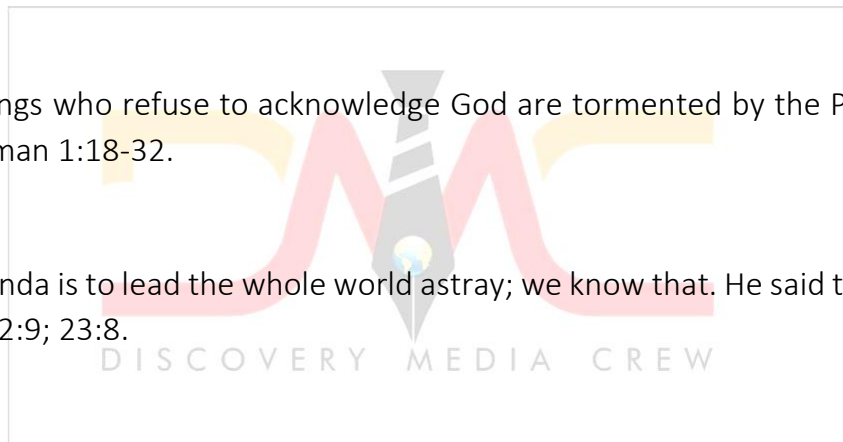 ngs who refuse to acknowledge God are tormented by the P
man 1:18-32.
nda is to lead the whole world astray; we know that. He said t
2:9; 23:8.
DISCOVERY MEDIA CREW